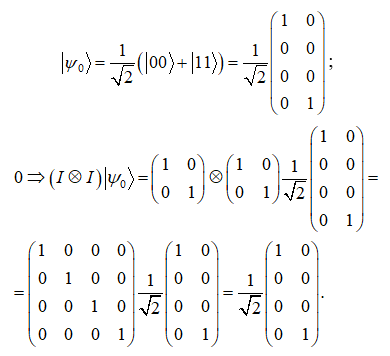 |ψ₀⟩ = 1/√2 (|00⟩ + |11⟩) = 1/√2 (1 0; 0 0; 0 0; 0 1) ;
0 ⇒ (I ⊗ I)|ψ₀⟩ = (1 0; 0 1) ⊗ (1 0; 0 1) 1/√2 (1 0; 0 0; 0 0; 0 1) =
= (1 0 0 0; 0 1 0 0; 0 0 1 0; 0 0 0 1) 1/√2 (1 0; 0 0; 0 0; 0 1) = 1/√2 (1 0; 0 0; 0 0; 0 1) .